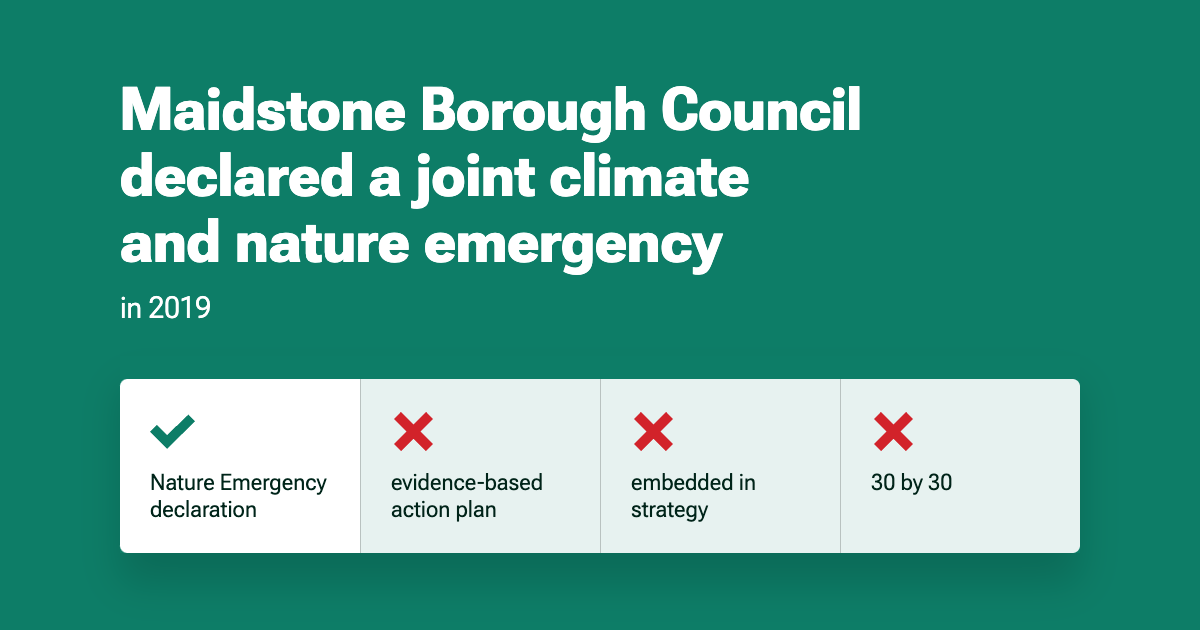 Maidstone Borough Council
declared a joint climate
and nature emergency
in 2019
Nature Emergency
declaration
evidence-based
action plan
embedded in
strategy
30 by 30